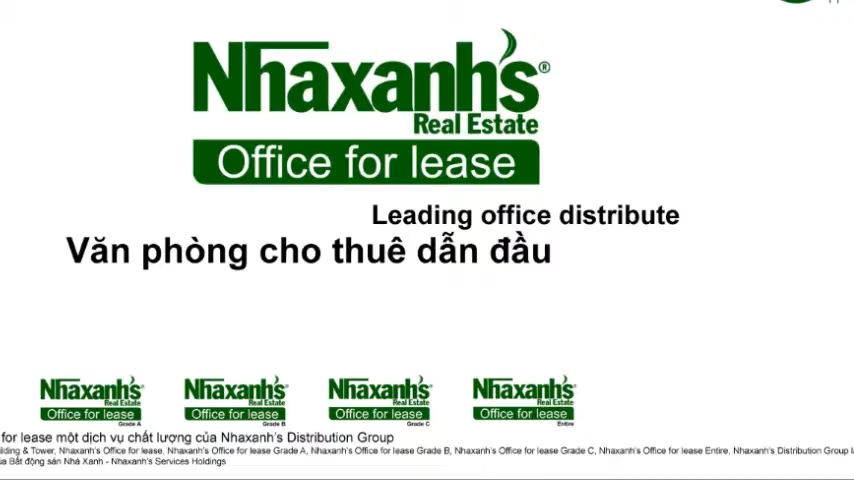 Nhaxanh's®
Real Estate
Office for lease
Leading office distribute
Văn phòng cho thuê dẫn đầu
Nhaxanh's Nhaxanh's Nhaxanh's Nhaxanh's
Real Estate Real Estate Real Estate Real Estate
Office for lease Office for lease Office for lease Office for lease
Grade A Grade B Grade C Entire
for lease một dịch vụ chất lượng của Nhaxanh's Distribution Group
& Tower, Nhaxanh's Office for lease, Nhaxanh's Office for lease Grade A, Nhaxanh's Office for lease Grade B, Nhaxanh's Office for lease Grade C, Nhaxanh's Office for lease Entire, Nhaxanh's Distribution Group
Bất động sản Nhà Xanh - Nhaxanh's Services Holdings